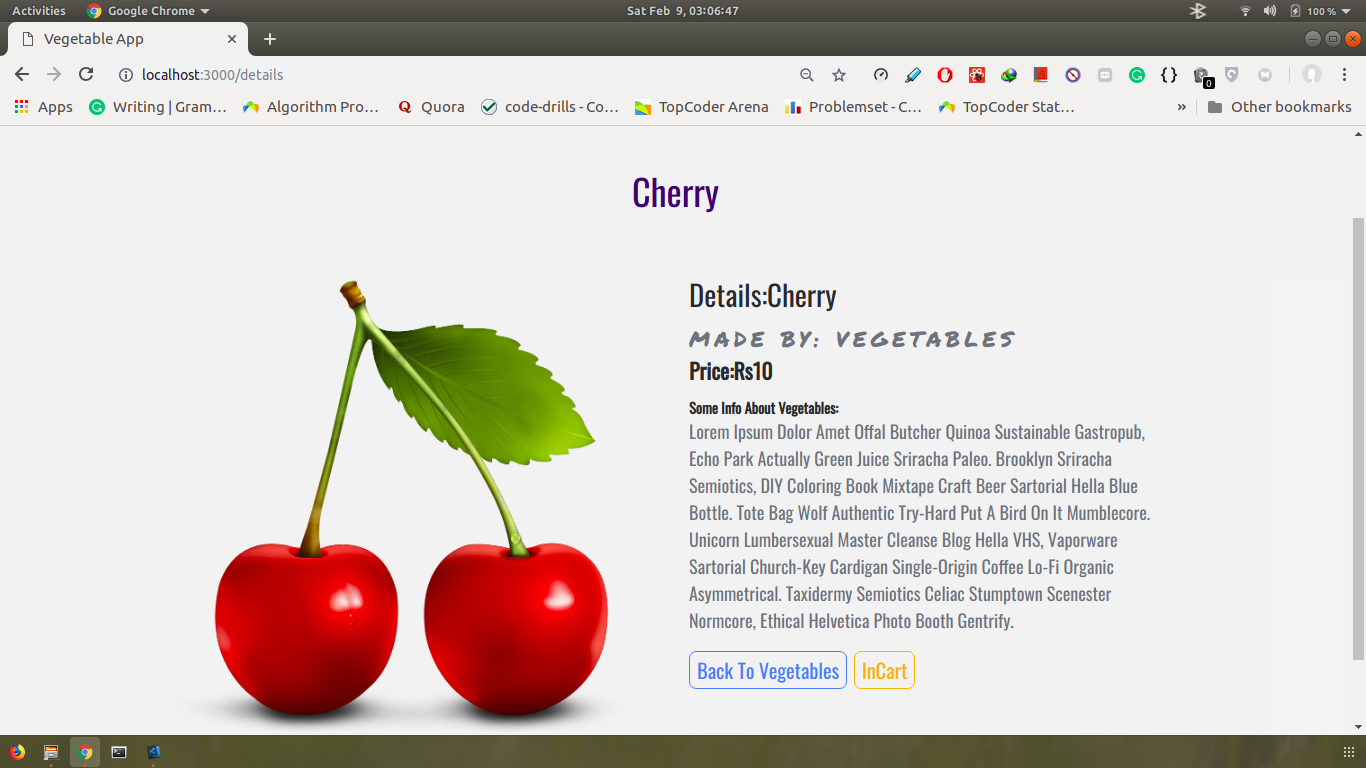 Activities
Google Chrome
Sat Feb 9, 03:06:47
100 %
Vegetable App
localhost:3000/details
0
Apps
Writing | Gram…
Algorithm Pro…
Quora
code-drills - Co…
TopCoder Arena
Problemset - C…
TopCoder Stat…
»
Other bookmarks
Cherry
Details:Cherry
MADE BY: VEGETABLES
Price:Rs10
Some Info About Vegetables:
Lorem Ipsum Dolor Amet Offal Butcher Quinoa Sustainable Gastropub,
Echo Park Actually Green Juice Sriracha Paleo. Brooklyn Sriracha
Semiotics, DIY Coloring Book Mixtape Craft Beer Sartorial Hella Blue
Bottle. Tote Bag Wolf Authentic Try-Hard Put A Bird On It Mumblecore.
Unicorn Lumbersexual Master Cleanse Blog Hella VHS, Vaporware
Sartorial Church-Key Cardigan Single-Origin Coffee Lo-Fi Organic
Asymmetrical. Taxidermy Semiotics Celiac Stumptown Scenester
Normcore, Ethical Helvetica Photo Booth Gentrify.
Back To Vegetables
InCart